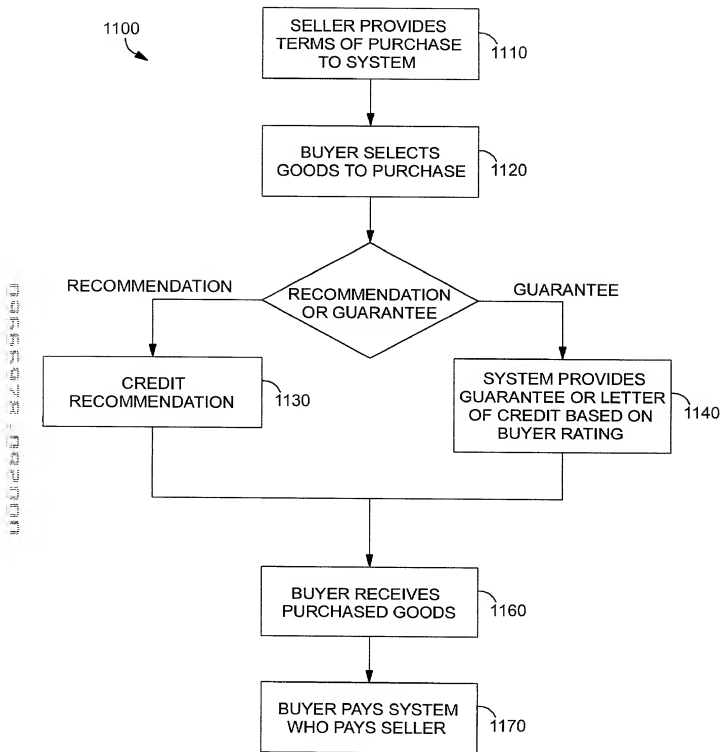 1100
SELLER PROVIDES
TERMS OF PURCHASE
TO SYSTEM
1110
BUYER SELECTS
GOODS TO PURCHASE
1120
RECOMMENDATION
RECOMMENDATION
OR GUARANTEE
GUARANTEE
CREDIT
RECOMMENDATION
1130
SYSTEM PROVIDES
GUARANTEE OR LETTER
OF CREDIT BASED ON
BUYER RATING
1140
BUYER RECEIVES
PURCHASED GOODS
1160
BUYER PAYS SYSTEM
WHO PAYS SELLER
1170